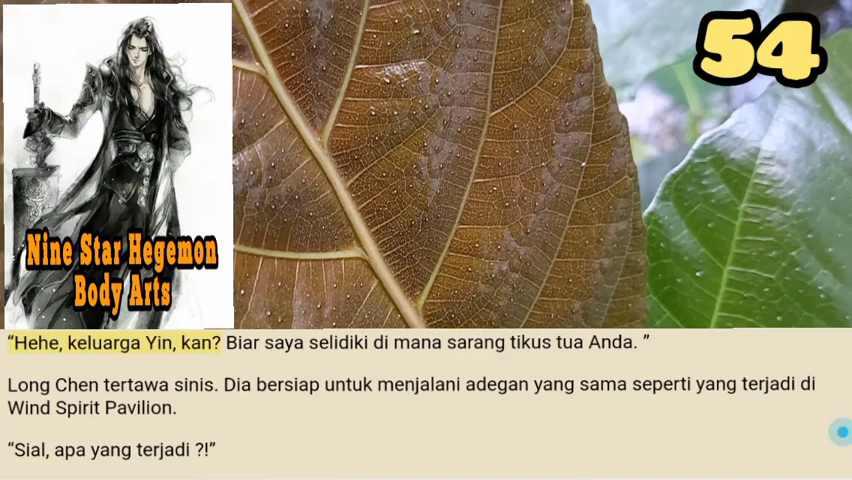 54
Nine Star Hegemon
Body Arts
“Hehe, keluarga Yin, kan? Biar saya selidiki di mana sarang tikus tua Anda. ”
Long Chen tertawa sinis. Dia bersiap untuk menjalani adegan yang sama seperti yang terjadi di
Wind Spirit Pavilion.
“Sial, apa yang terjadi ?!”